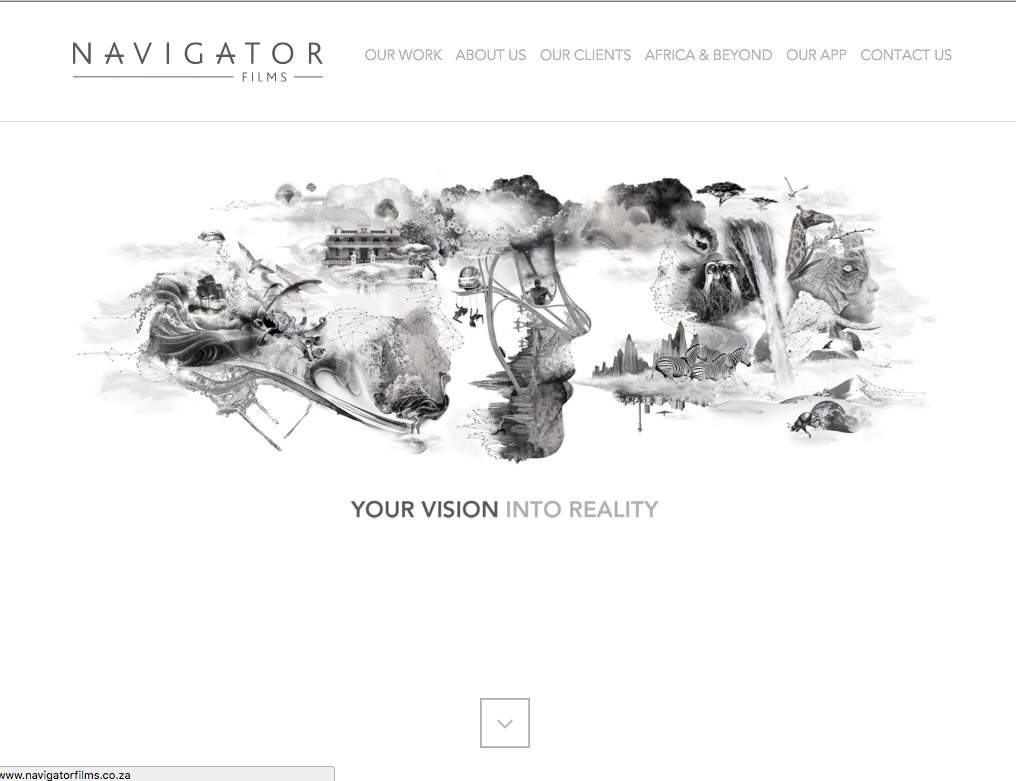 NAVIGATOR
FILMS
OUR WORK ABOUT US OUR CLIENTS AFRICA & BEYOND OUR APP CONTACT US
YOUR VISION INTO REALITY
www.navigatorfilms.co.za